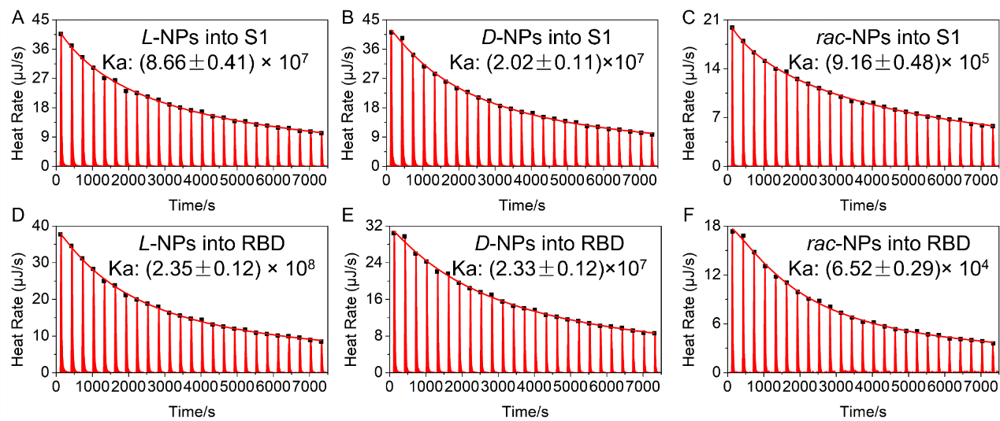 A
L-NPs into S1
Ka: (8.66±0.41) × 10⁷
Heat Rate (μJ/s)
45
36
27
18
9
0
0 1000 2000 3000 4000 5000 6000 7000
Time/s
B
D-NPs into S1
Ka: (2.02±0.11)×10⁷
Heat Rate (μJ/s)
45
36
27
18
9
0
0 1000 2000 3000 4000 5000 6000 7000
Time/s
C
rac-NPs into S1
Ka: (9.16±0.48)× 10⁵
Heat Rate (μJ/s)
21
14
7
0
0 1000 2000 3000 4000 5000 6000 7000
Time/s
D
L-NPs into RBD
Ka: (2.35±0.12) × 10⁸
Heat Rate (μJ/s)
40
30
20
10
0
0 1000 2000 3000 4000 5000 6000 7000
Time/s
E
D-NPs into RBD
Ka: (2.33±0.12)×10⁷
Heat Rate (μJ/s)
32
24
16
8
0
0 1000 2000 3000 4000 5000 6000 7000
Time/s
F
rac-NPs into RBD
Ka: (6.52±0.29)× 10⁴
Heat Rate (μJ/s)
18
12
6
0
0 1000 2000 3000 4000 5000 6000 7000
Time/s